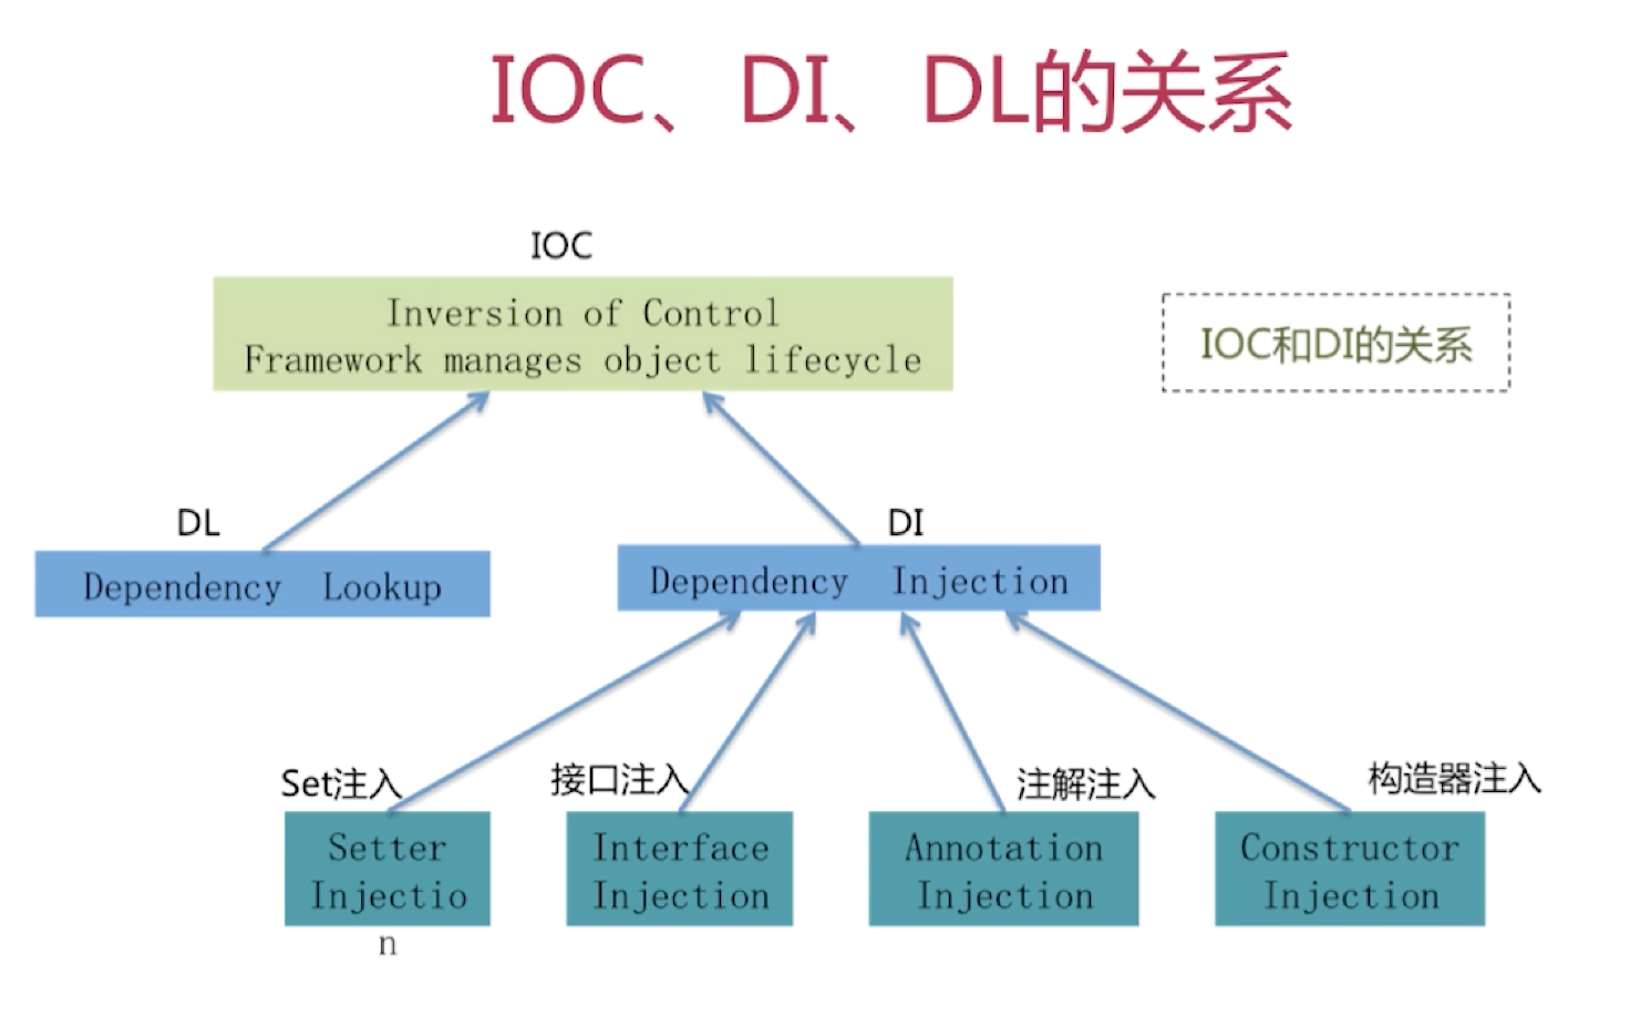 IOC、DI、DL的关系
IOC
Inversion of Control
Framework manages object lifecycle
IOC和DI的关系
DL
Dependency Lookup
DI
Dependency Injection
Set注入
Setter
Injectio
n
接口注入
Interface
Injection
注解注入
Annotation
Injection
构造器注入
Constructor
Injection